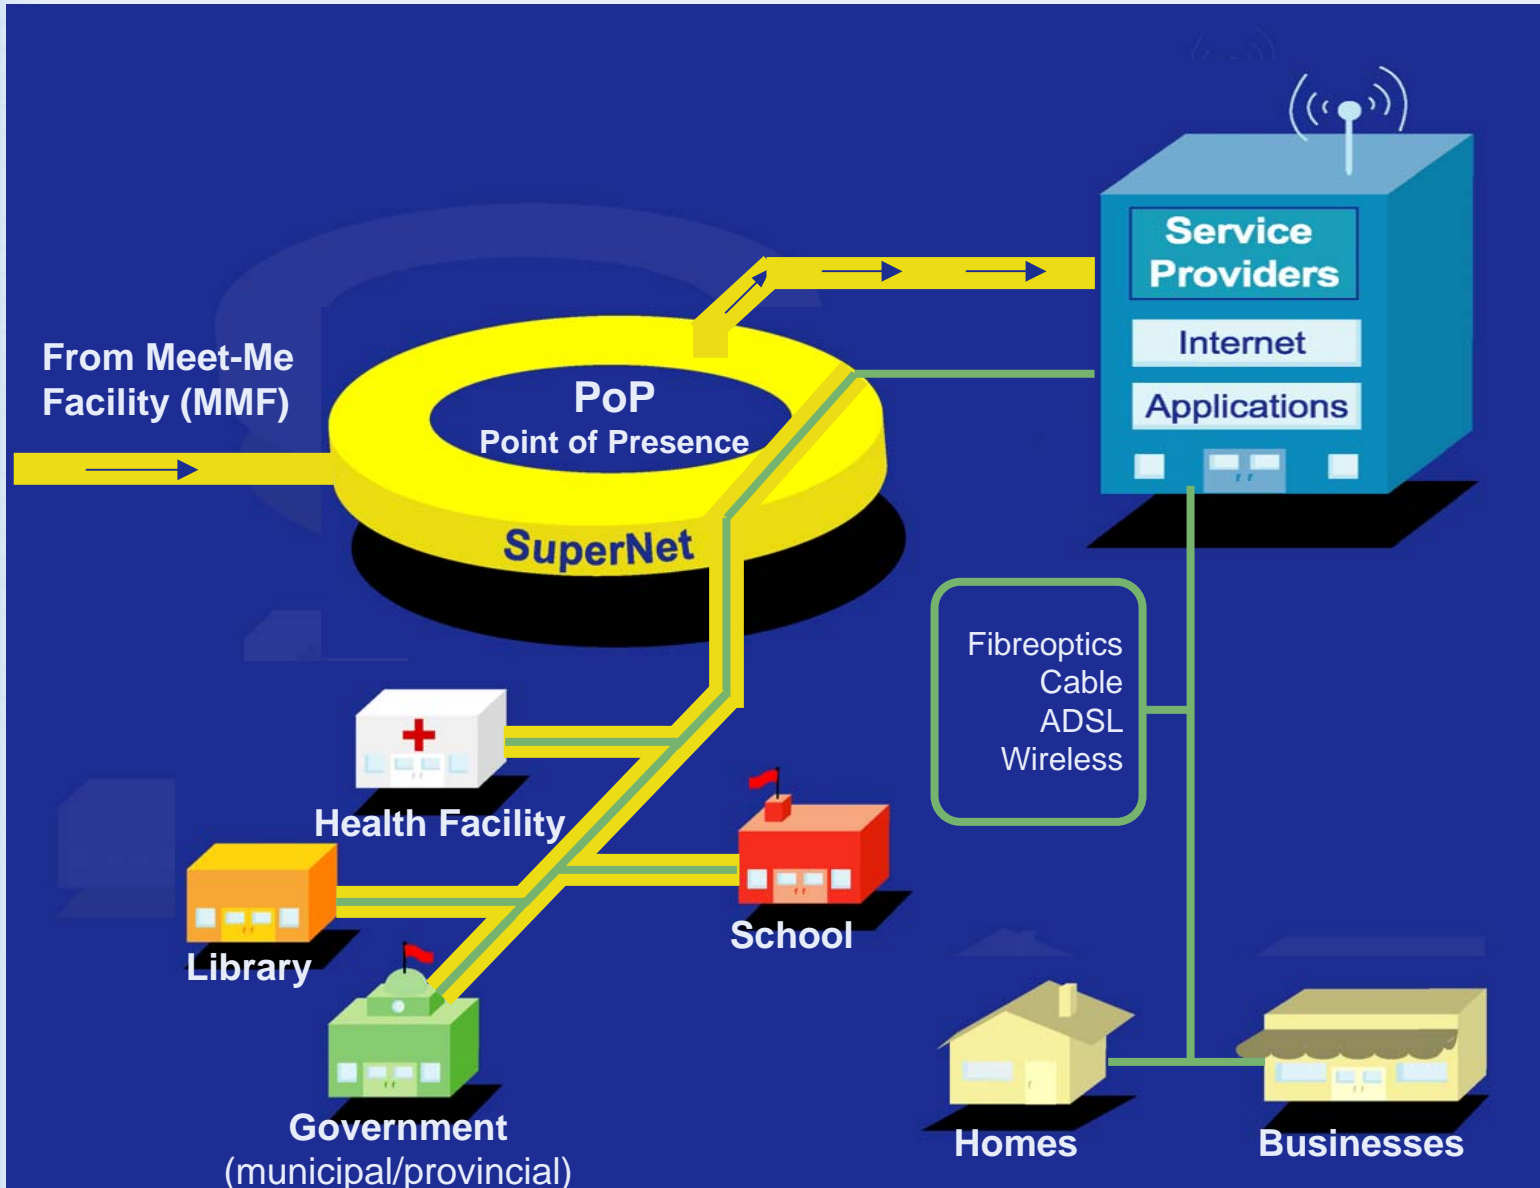 Service
Providers
Internet
Applications
From Meet-Me
Facility (MMF)
PoP
Point of Presence
SuperNet
Fibreoptics
Cable
ADSL
Wireless
Health Facility
School
Library
Government
(municipal/provincial)
Homes
Businesses